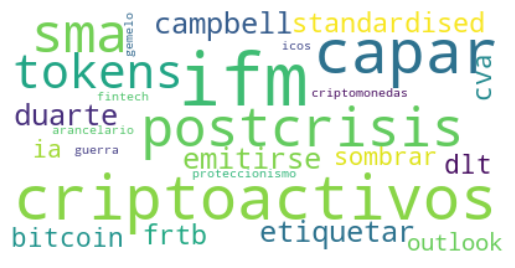 sma
gemelo
campbell
standardised
tokens
ifm
icos
capar
cva
fintech
criptomonedas
duarte
postcrisis
arancelario
ia
guerra
emitirse
sombrar
dlt
proteccionismo
criptoactivos
bitcoin
frtb
etiquetar
outlook